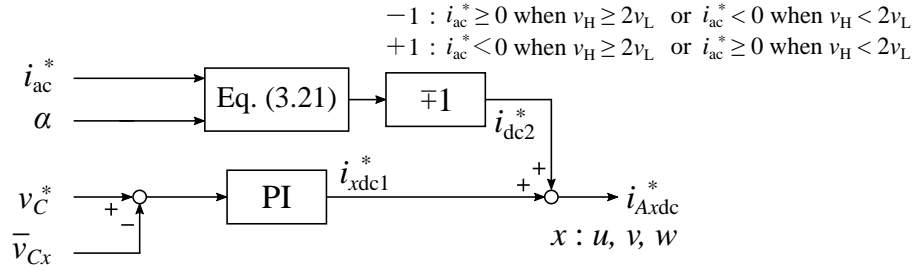 −1 : i_ac^* ≥ 0 when v_H ≥ 2v_L or i_ac^* < 0 when v_H < 2v_L
+1 : i_ac^* < 0 when v_H ≥ 2v_L or i_ac^* ≥ 0 when v_H < 2v_L
i_ac^*
α
Eq. (3.21)
∓1
i_dc2^*
+
v_C^*
+
−
v̅_Cx
PI
i_xdc1^*
+
i_Axdc^*
x : u, v, w